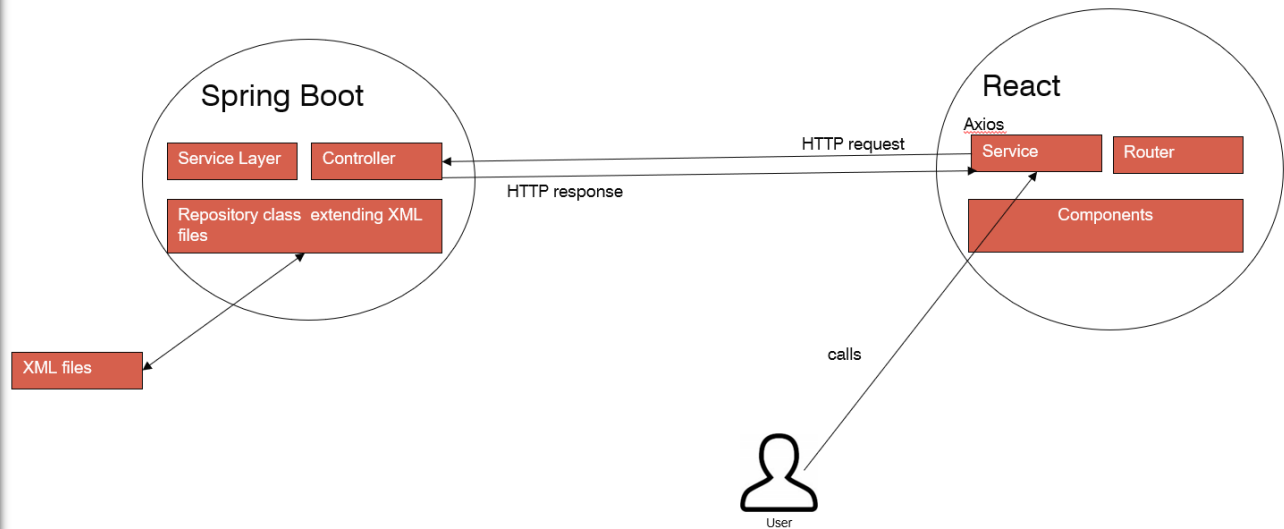 Spring Boot
React
Axios
Service Layer
Controller
HTTP request
Service
Router
HTTP response
Repository class  extending XML
files
Components
XML files
calls
User